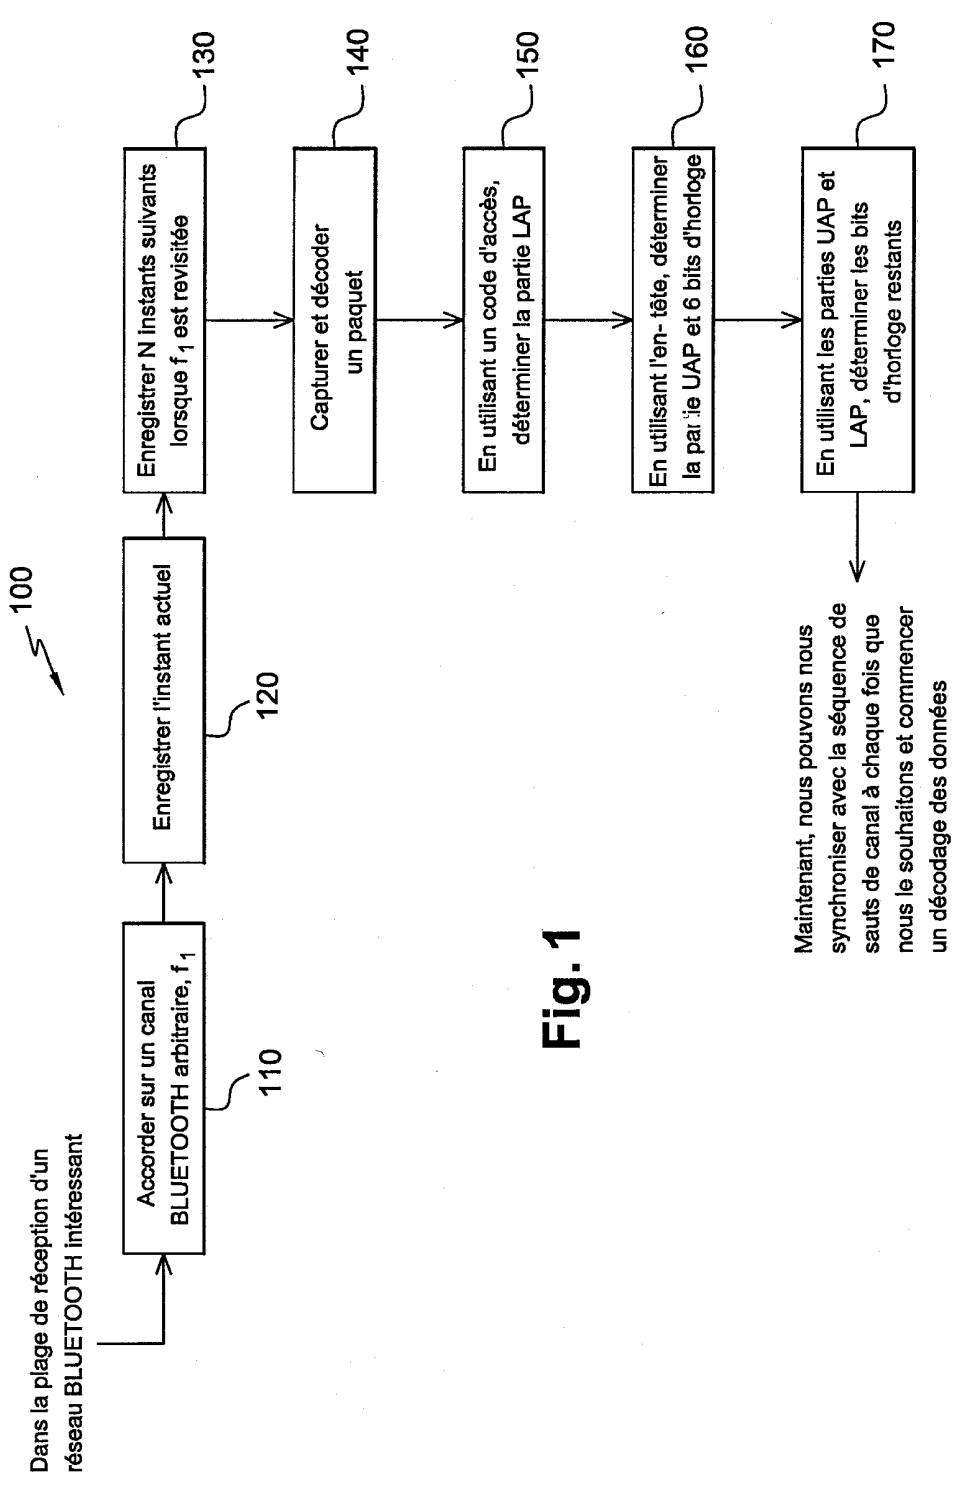 100
Dans la plage de réception d'un
réseau BLUETOOTH intéressant
Accorder sur un canal
BLUETOOTH arbitraire, f1
110
Enregistrer l'instant actuel
120
Enregistrer N instants suivants
lorsque f1 est revisitée
130
Capturer et décoder
un paquet
140
En utilisant un code d'accès,
déterminer la partie LAP
150
En utilisant l'en- tête, déterminer
la partie UAP et 6 bits d'horloge
160
En utilisant les parties UAP et
LAP, déterminer les bits
d'horloge restants
170
Maintenant, nous pouvons nous
synchroniser avec la séquence de
sauts de canal à chaque fois que
nous le souhaitons et commencer
un décodage des données
Fig. 1